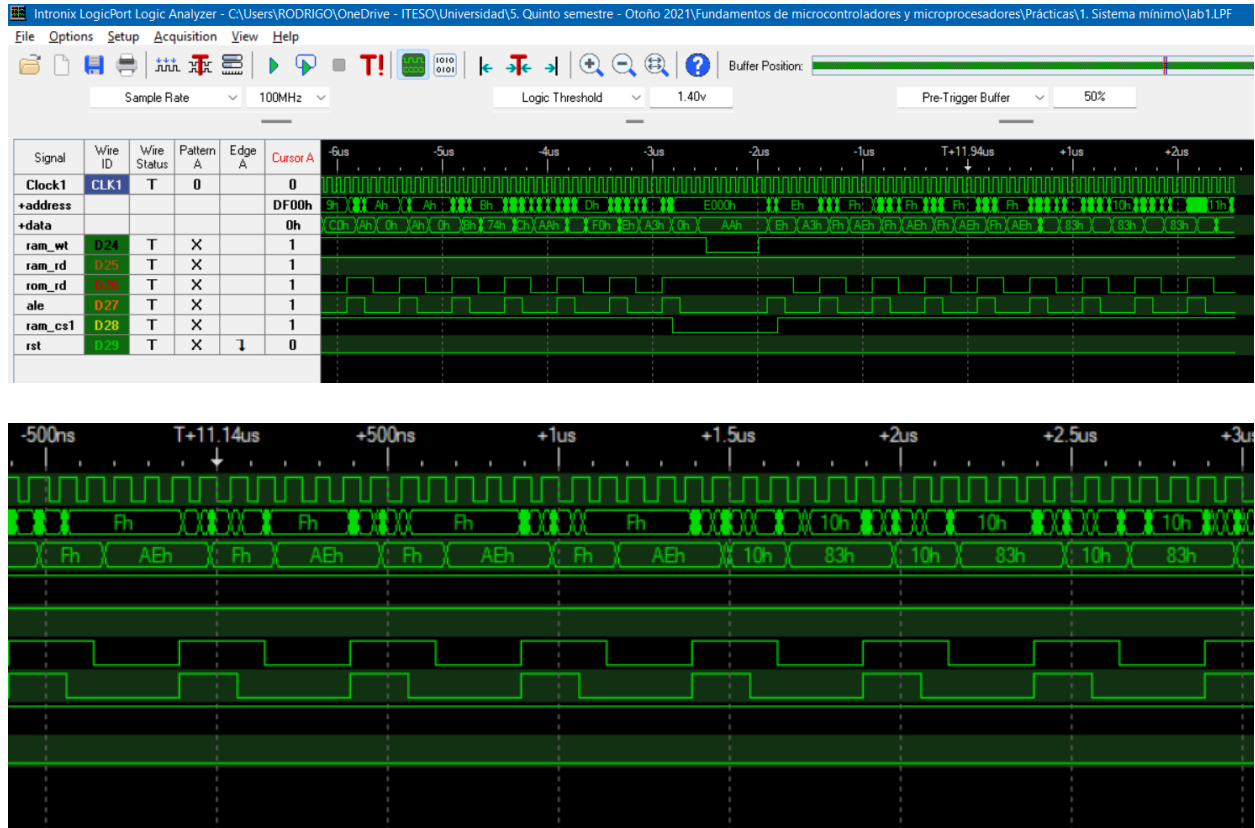 Intronix LogicPort Logic Analyzer - C:\Users\RODRIGO\OneDrive - ITESO\Universidad\5. Quinto semestre - Otoño 2021\Fundamentos de microcontroladores y microprocesadores\Prácticas\1. Sistema mínimo\lab1.LPF
File Options Setup Acquisition View Help
T! 1010 0101 ? Buffer Position:
Sample Rate 100MHz Logic Threshold 1.40v Pre-Trigger Buffer 50%
Signal Wire ID Wire Status Pattern A Edge A Cursor A -6us -5us -4us -3us -2us -1us T+11.94us +1us +2us
Clock1 CLK1 T 0 0
+address DF00h 9h Ah Ah Bh Dh E000h Eh Fh Fh Fh 10h 11h
+data 0h C0h Ah 0h Ah 0h Bh 74h Ch AAh F0h Eh A3h 0h AAh Eh A3h Fh AEh Fh AEh Fh AEh 83h 83h 83h
ram_wt D24 T X 1
ram_rd D25 T X 1
rom_rd D26 T X 1
ale D27 T X 1
ram_cs1 D28 T X 1
rst D29 T X 0
-500ns T+11.14us +500ns +1us +1.5us +2us +2.5us +3us
Fh Fh Fh Fh 10h 10h 10h
Fh AEh Fh AEh Fh AEh Fh AEh 10h 83h 10h 83h 10h 83h